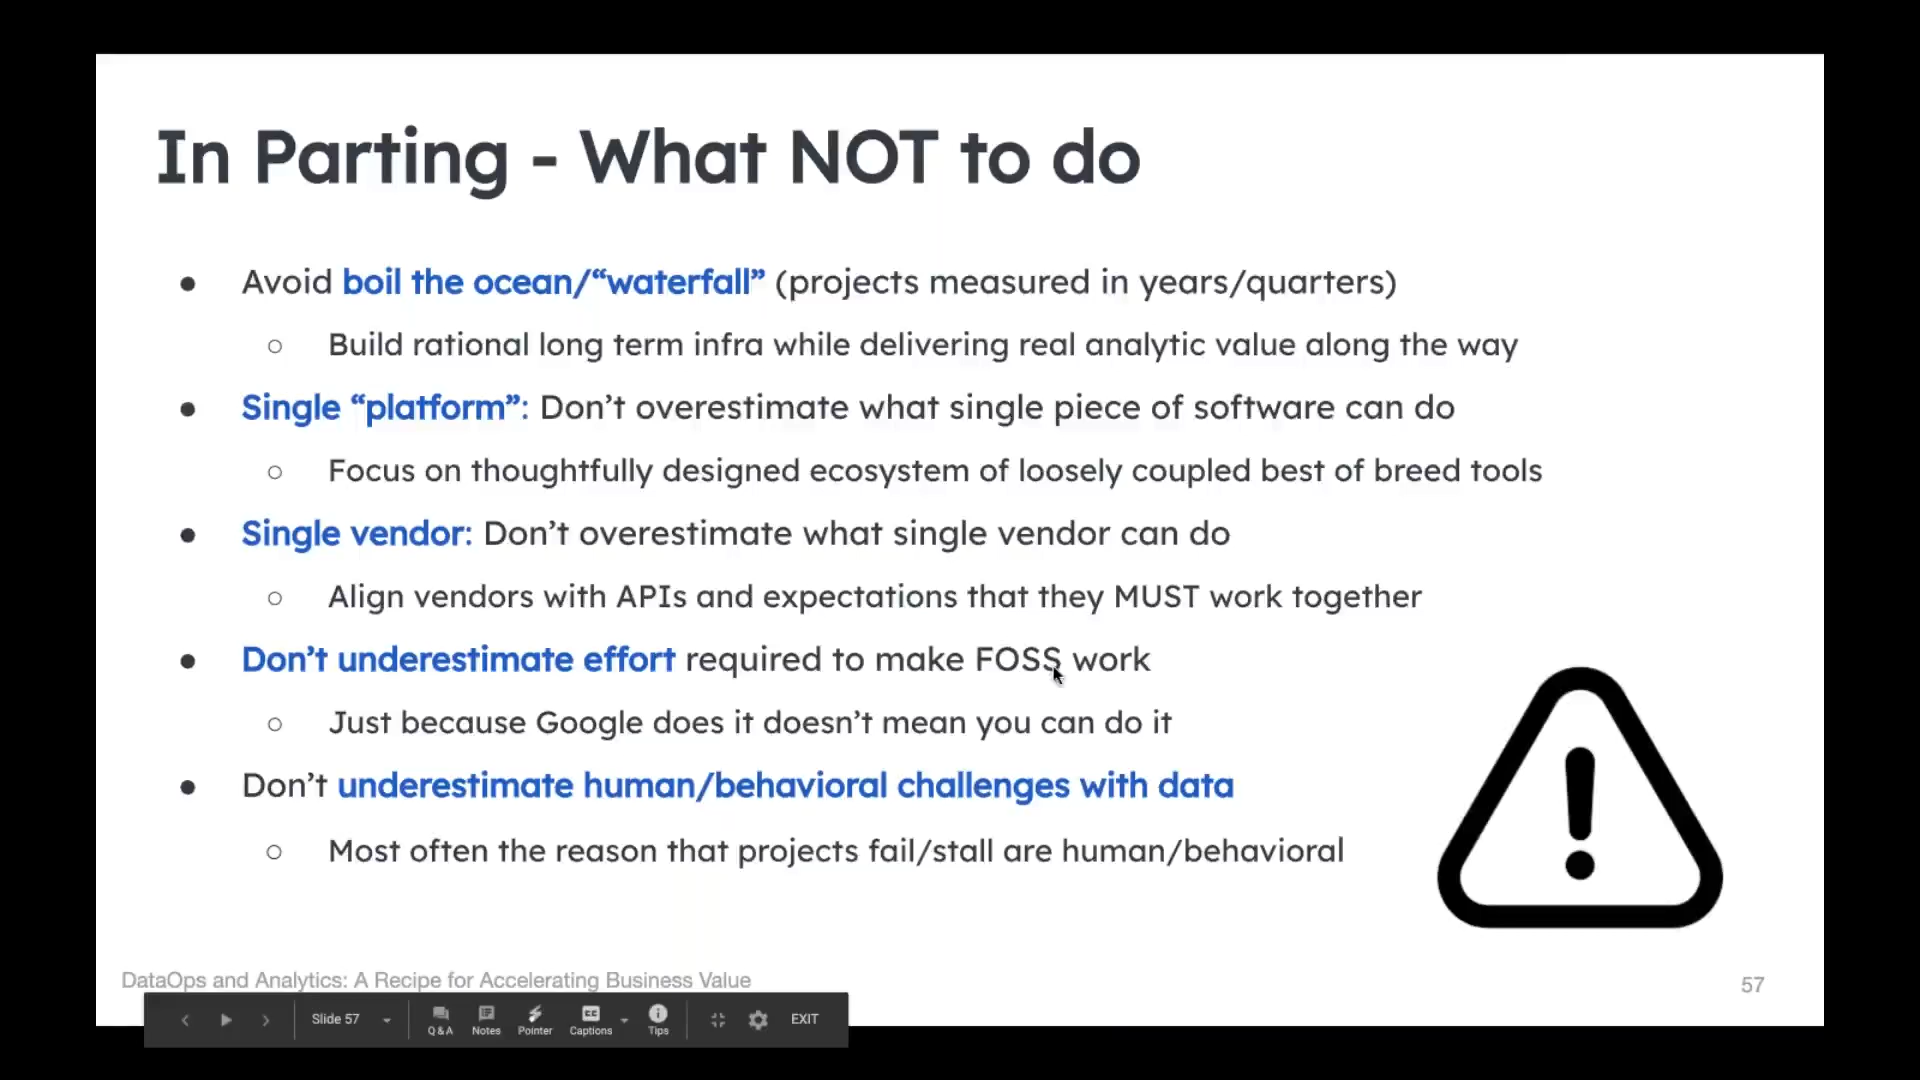 In Parting - What NOT to do
● Avoid boil the ocean/“waterfall” (projects measured in years/quarters)
○ Build rational long term infra while delivering real analytic value along the way
● Single “platform”: Don’t overestimate what single piece of software can do
○ Focus on thoughtfully designed ecosystem of loosely coupled best of breed tools
● Single vendor: Don’t overestimate what single vendor can do
○ Align vendors with APIs and expectations that they MUST work together
● Don’t underestimate effort required to make FOSS work
○ Just because Google does it doesn’t mean you can do it
● Don’t underestimate human/behavioral challenges with data
○ Most often the reason that projects fail/stall are human/behavioral
DataOps and Analytics: A Recipe for Accelerating Business Value
57
Slide 57 Q&A Notes Pointer Captions Tips EXIT